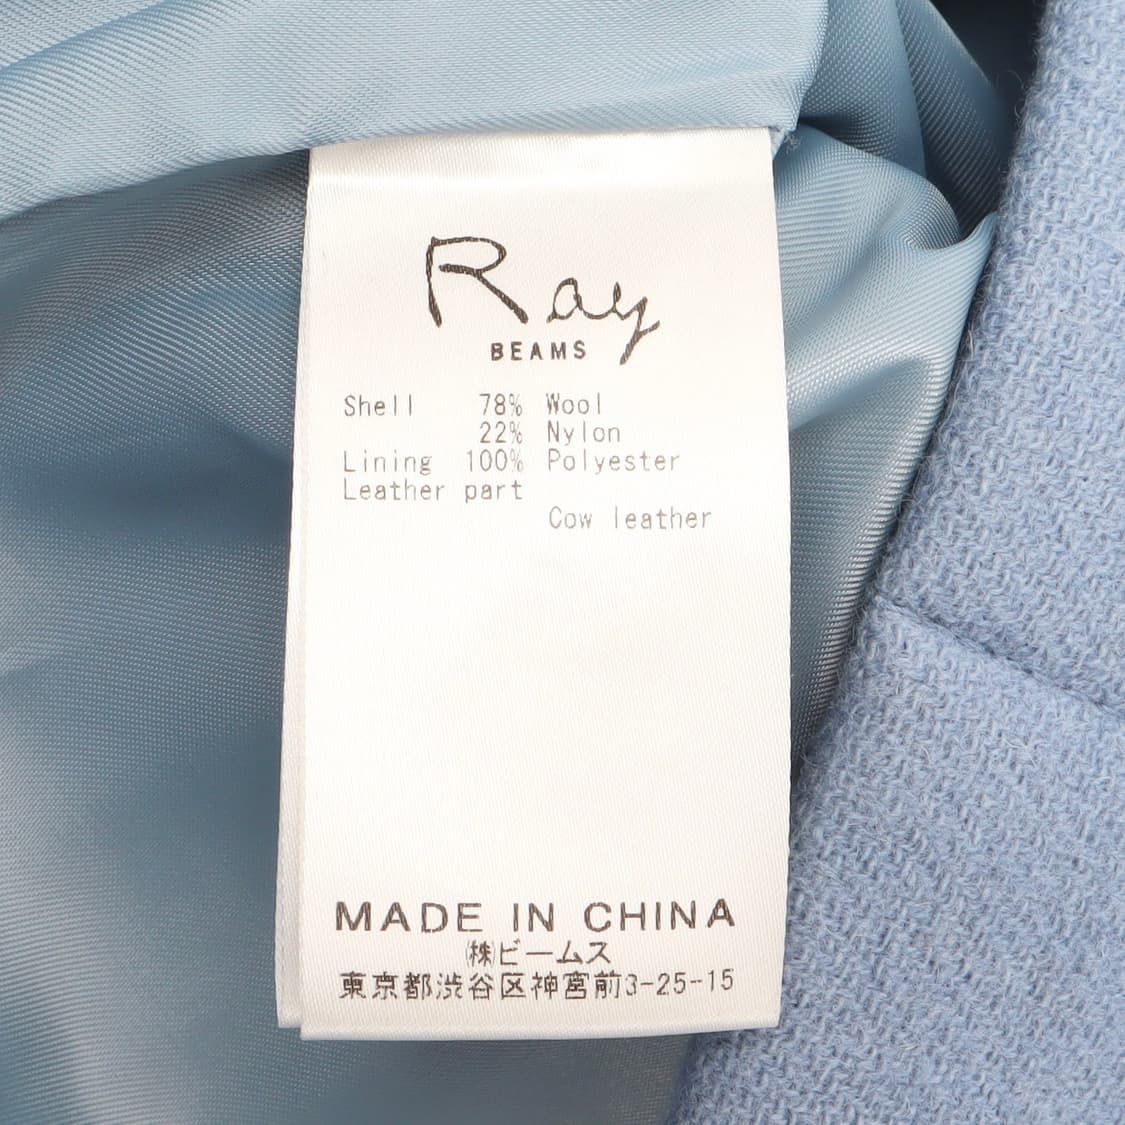 Ray
BEAMS
Shell 78% Wool
22% Nylon
Lining 100% Polyester
Leather part
Cow leather
MADE IN CHINA
㈱ビームス
東京都渋谷区神宮前3-25-15